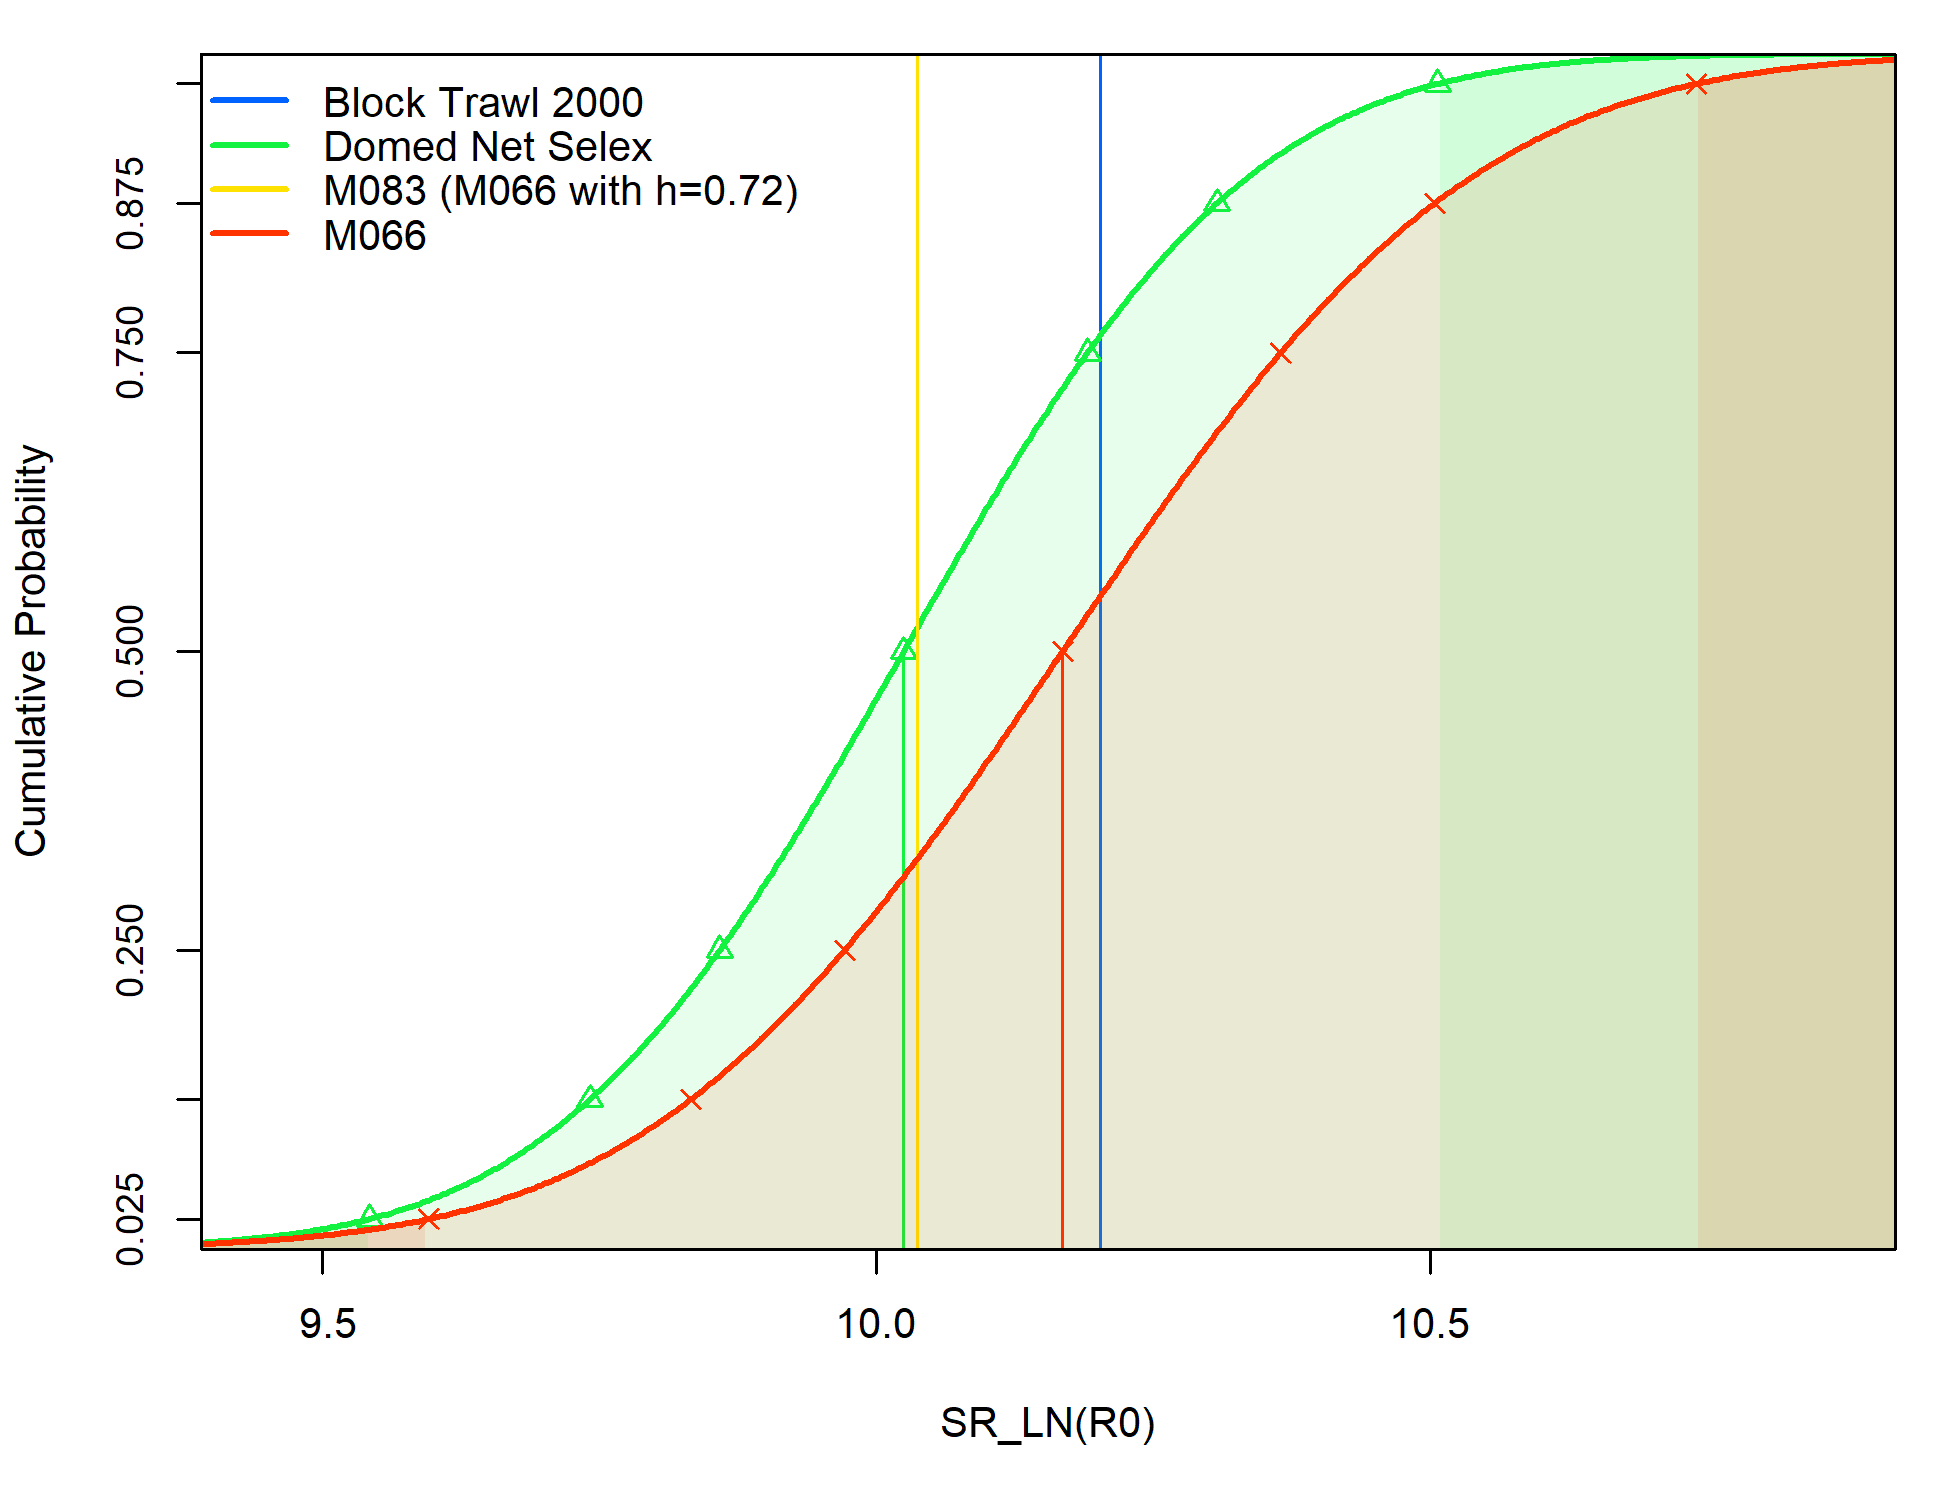 Block Trawl 2000
Domed Net Selex
M083 (M066 with h=0.72)
M066
Cumulative Probability
0.875
0.750
0.500
0.250
0.025
9.5
10.0
10.5
SR_LN(R0)